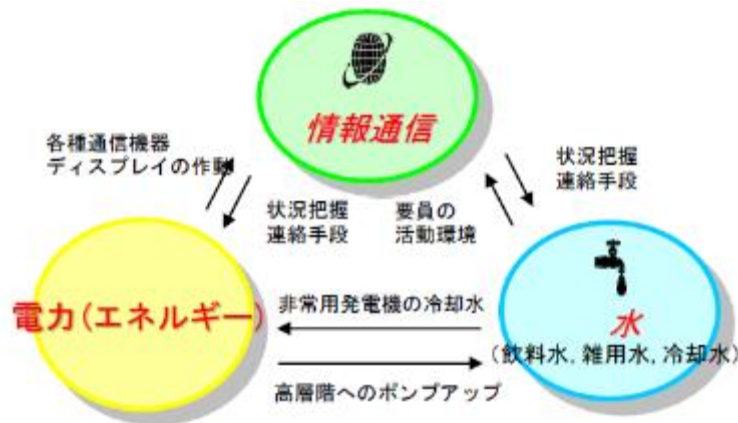 情報通信
各種通信機器
ディスプレイの作動
状況把握
連絡手段
状況把握
連絡手段
要員の
活動環境
電力(エネルギー)
非常用発電機の冷却水
水
(飲料水, 雑用水, 冷却水)
高層階へのポンプアップ